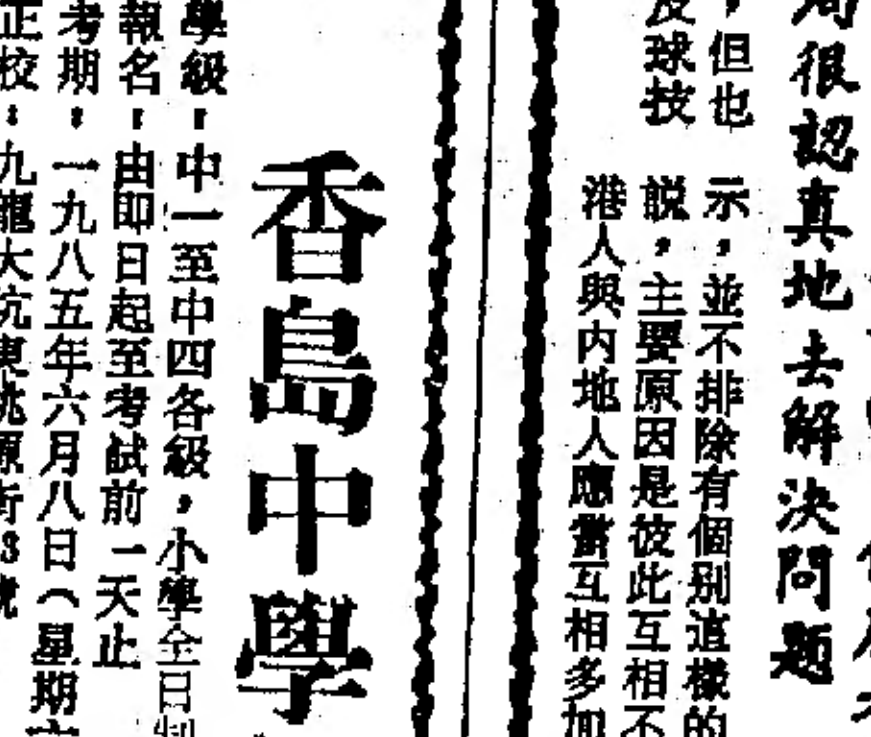 局很認真地去解決問題
，但也
示，並不排除有個別這樣的
皮球技
説，主要原因是彼此互相不
港人與内地人應當互相多加
香島中學
學級：中一至中四各級，小學全日制
報名：由即日起至考試前一天止
考期：一九八五年六月八日（星期六
正校：九龍大坑東桃源街3號